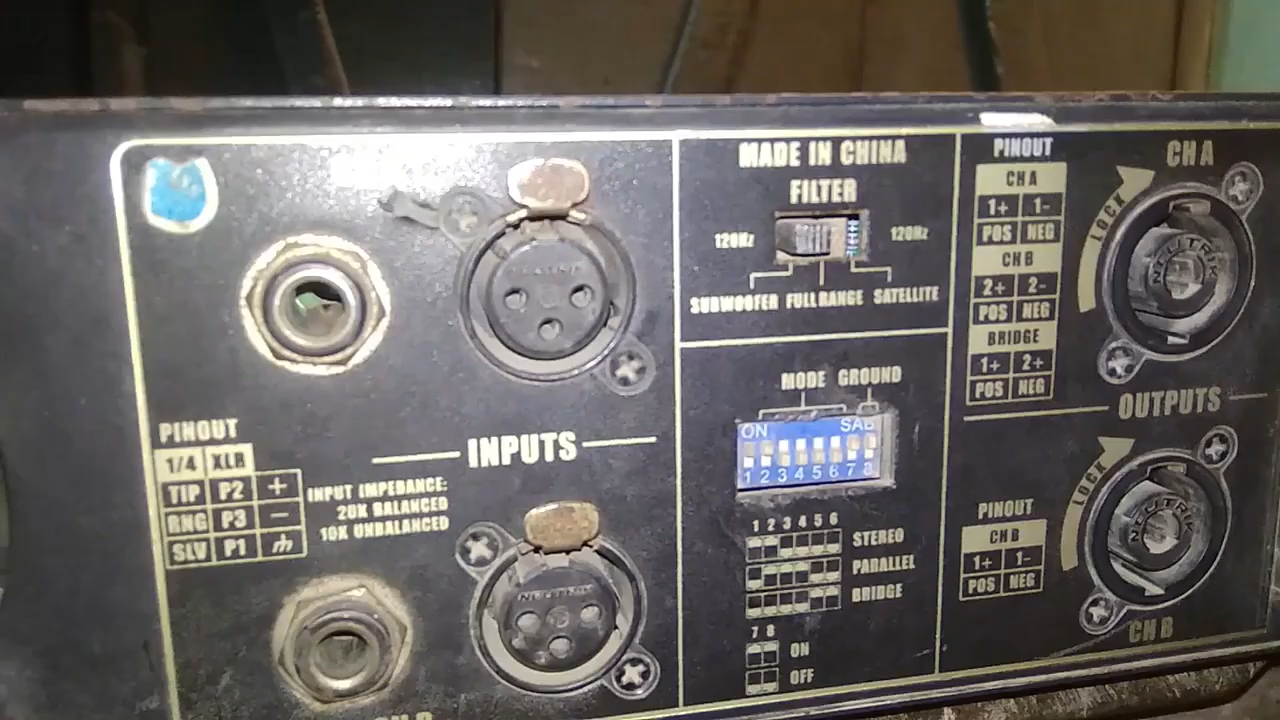 PINOUT
1/4 XLR
TIP P2 +
RNG P3 −
SLV P1
INPUTS
INPUT IMPEDANCE:
20K BALANCED
10K UNBALANCED
NEUTRIK
MADE IN CHINA
FILTER
120Hz 120Hz
SUBWOOFER FULLRANGE SATELLITE
MODE GROUND
ON SAB
1 2 3 4 5 6 7 8
1 2 3 4 5 6
STEREO
PARALLEL
BRIDGE
7 8
ON
OFF
PINOUT
CH A
1+ 1-
POS NEG
CH B
2+ 2-
POS NEG
BRIDGE
1+ 2+
POS NEG
CH A
LOCK
NEUTRIK
OUTPUTS
PINOUT
CH B
1+ 1-
POS NEG
LOCK
NEUTRIK
CH B